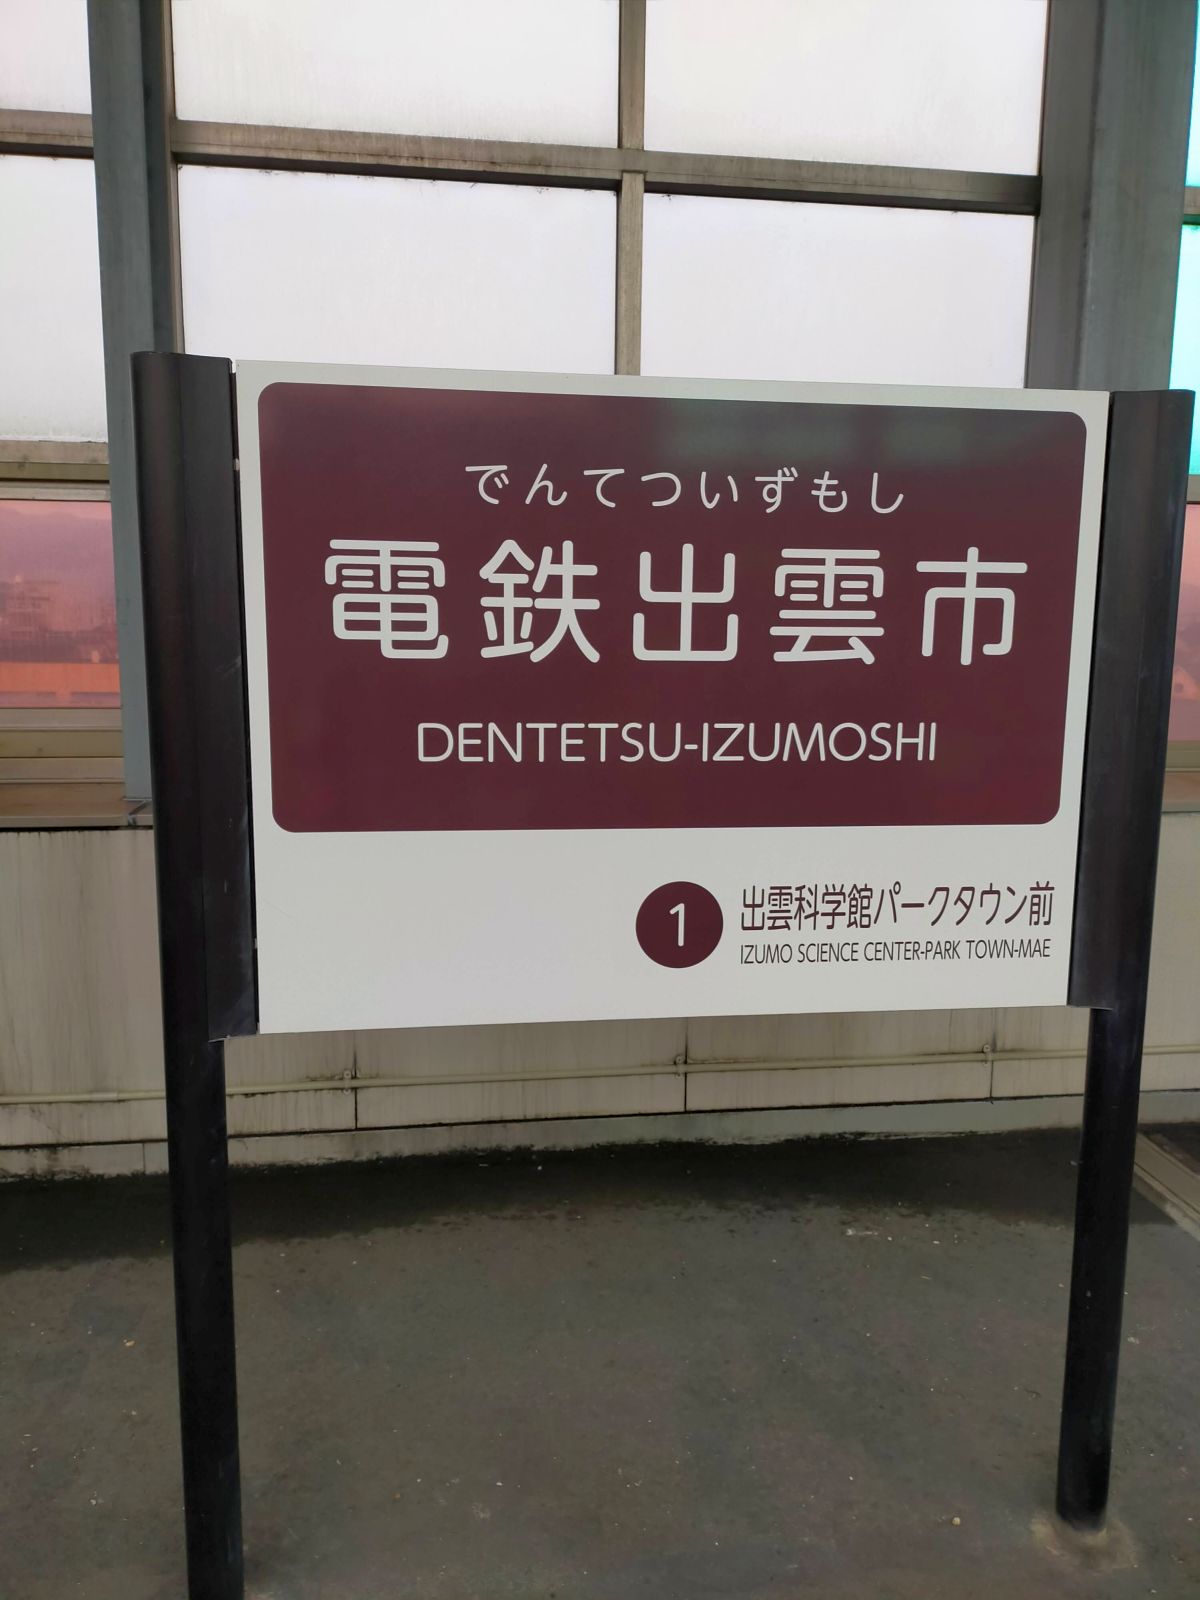 でんてついずもし
電鉄出雲市
DENTETSU-IZUMOSHI
1
出雲科学館パークタウン前
IZUMO SCIENCE CENTER-PARK TOWN-MAE